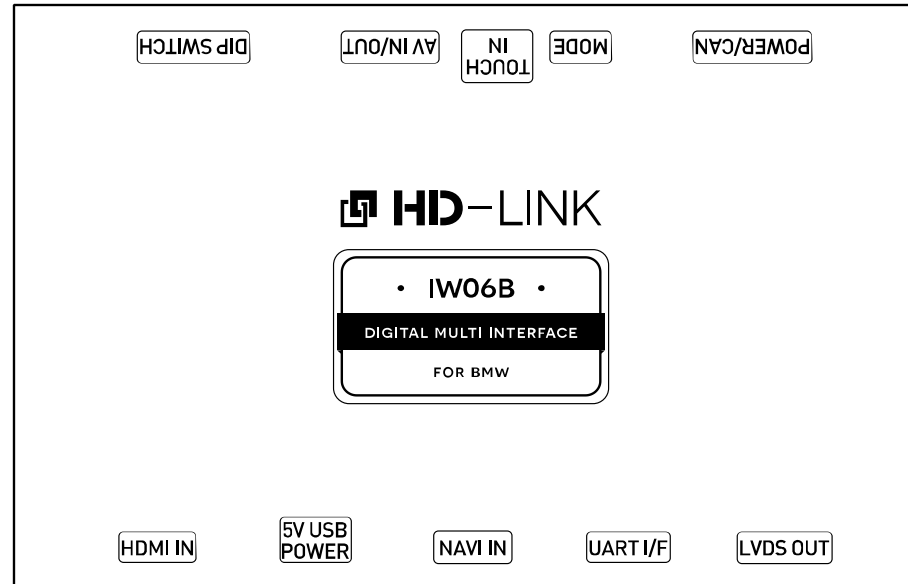 DIP SWITCH
AV IN/OUT
TOUCH
IN
MODE
POWER/CAN
HD-LINK
• IW06B •
DIGITAL MULTI INTERFACE
FOR BMW
HDMI IN
5V USB
POWER
NAVI IN
UART I/F
LVDS OUT